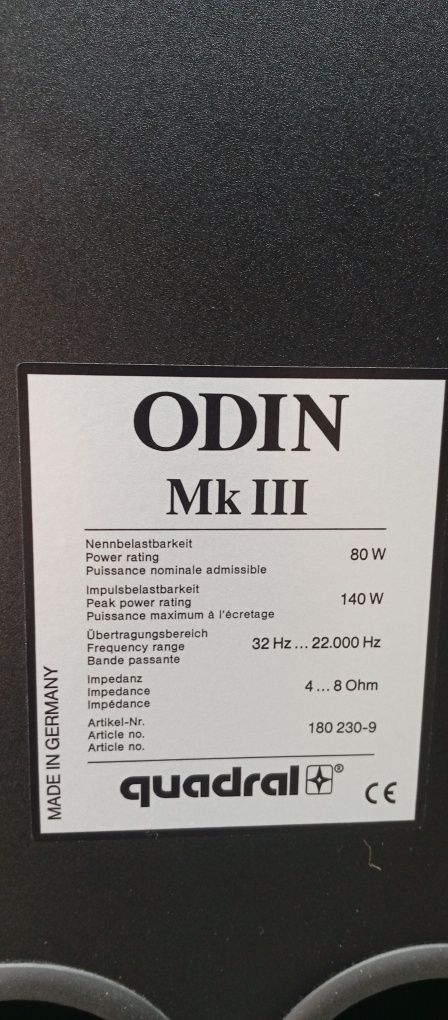 ODIN
Mk III
Nennbelastbarkeit
Power rating 80 W
Puissance nominale admissible
Impulsbelastbarkeit
Peak power rating 140 W
Puissance maximum à l'écretage
Übertragungsbereich
Frequency range 32 Hz ... 22.000 Hz
Bande passante
Impedanz
Impedance 4 ... 8 Ohm
Impédance
Artikel-Nr.
Article no. 180 230-9
Article no.
quadral ® CE
MADE IN GERMANY